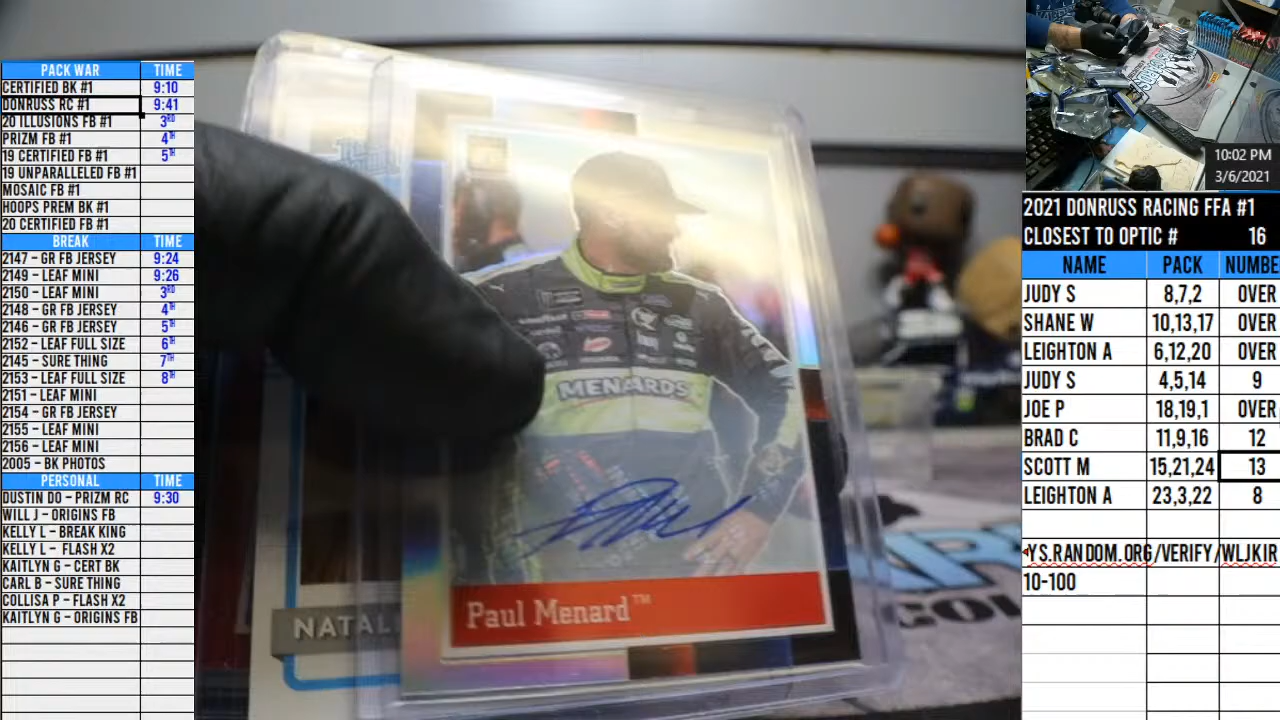 PACK WAR TIME
CERTIFIED BK #1 9:10
DONRUSS RC #1 9:41
20 ILLUSIONS FB #1 3RD
PRIZM FB #1 4TH
19 CERTIFIED FB #1 5TH
19 UNPARALLELED FB #1
MOSAIC FB #1
HOOPS PREM BK #1
20 CERTIFIED FB #1
BREAK TIME
2147 - GR FB JERSEY 9:24
2149 - LEAF MINI 9:26
2150 - LEAF MINI 3RD
2148 - GR FB JERSEY 4TH
2146 - GR FB JERSEY 5TH
2152 - LEAF FULL SIZE 6TH
2145 - SURE THING 7TH
2153 - LEAF FULL SIZE 8TH
2151 - LEAF MINI
2154 - GR FB JERSEY
2155 - LEAF MINI
2156 - LEAF MINI
2005 - BK PHOTOS
PERSONAL TIME
DUSTIN DO - PRIZM RC 9:30
WILL J - ORIGINS FB
KELLY L - BREAK KING
KELLY L - FLASH X2
KAITLYN G - CERT BK
CARL B - SURE THING
COLLISA P - FLASH X2
KAITLYN G - ORIGINS FB
MENARDS
Paul Menard™
NATAL
10:02 PM
3/6/2021
2021 DONRUSS RACING FFA #1
CLOSEST TO OPTIC # 16
NAME PACK NUMBE
JUDY S 8,7,2 OVER
SHANE W 10,13,17 OVER
LEIGHTON A 6,12,20 OVER
JUDY S 4,5,14 9
JOE P 18,19,1 OVER
BRAD C 11,9,16 12
SCOTT M 15,21,24 13
LEIGHTON A 23,3,22 8
YS.RANDOM.ORG/VERIFY/WLJKIR
10-100